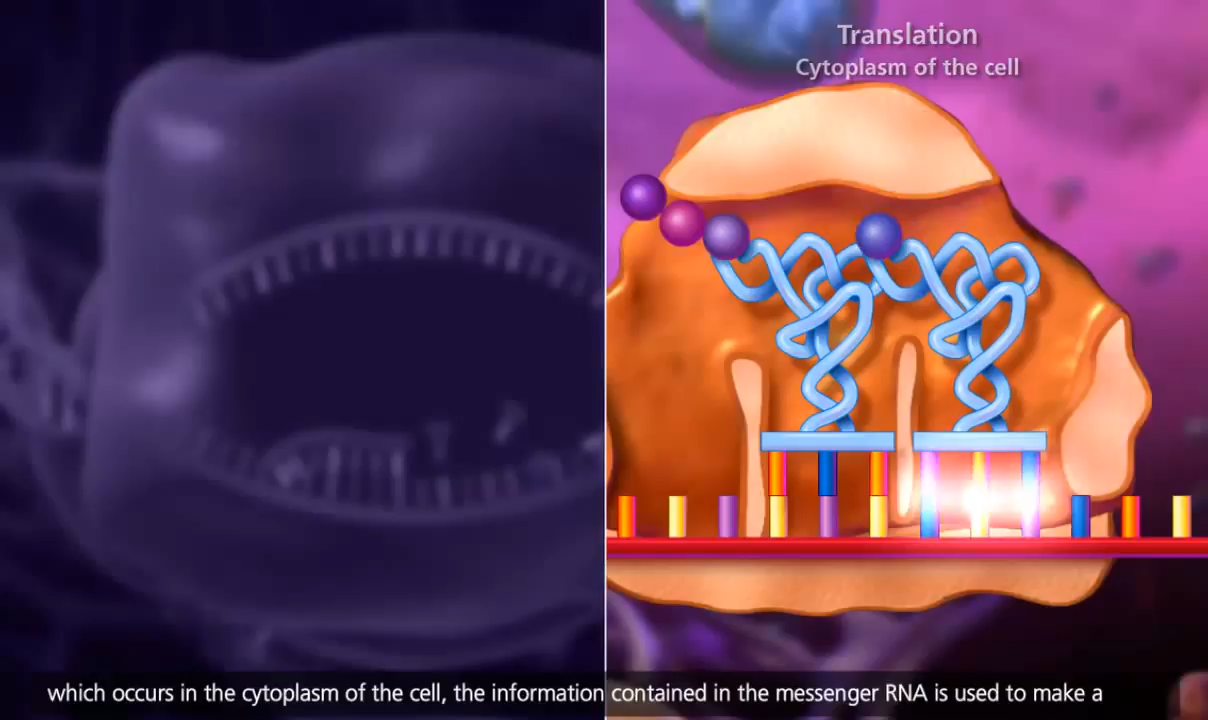 Translation
Cytoplasm of the cell
which occurs in the cytoplasm of the cell, the information contained in the messenger RNA is used to make a